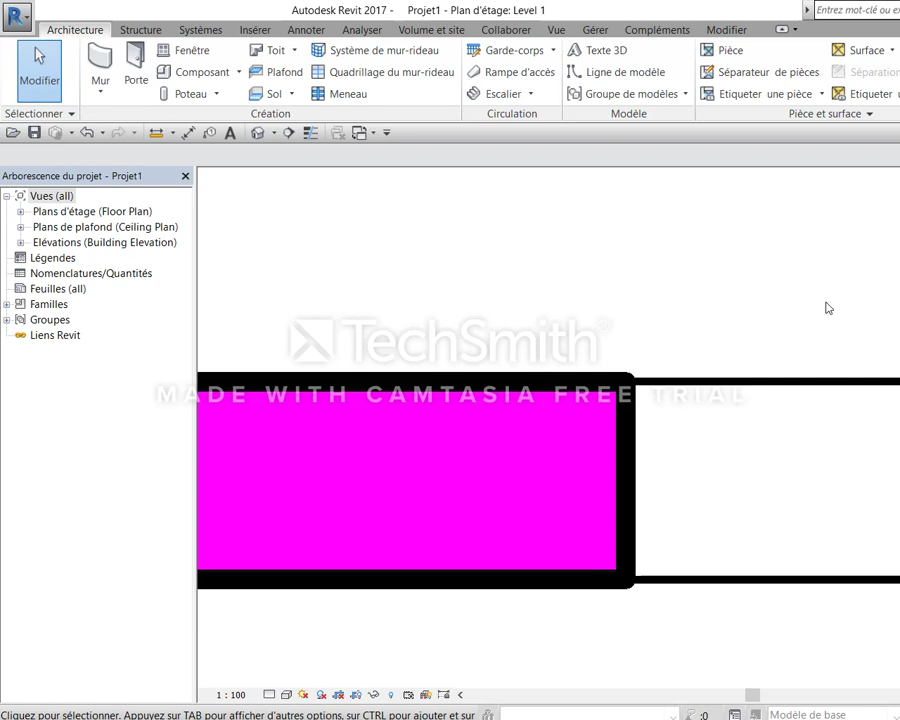 Autodesk Revit 2017 -    Projet1 - Plan d'étage: Level 1
Entrez mot-clé ou ex
Architecture Structure Systèmes Insérer Annoter Analyser Volume et site Collaborer Vue Gérer Compléments Modifier
Modifier
Mur
Porte
Fenêtre
Composant
Poteau
Toit
Plafond
Sol
Système de mur-rideau
Quadrillage du mur-rideau
Meneau
Garde-corps
Rampe d'accès
Escalier
Texte 3D
Ligne de modèle
Groupe de modèles
Pièce
Séparateur de pièces
Etiqueter une pièce
Surface
Séparation
Etiqueter
Sélectionner
Création
Circulation
Modèle
Pièce et surface
Arborescence du projet - Projet1
Vues (all)
Plans d'étage (Floor Plan)
Plans de plafond (Ceiling Plan)
Elévations (Building Elevation)
Légendes
Nomenclatures/Quantités
Feuilles (all)
Familles
Groupes
Liens Revit
TechSmith
MADE WITH CAMTASIA FREE TRIAL
1 : 100
Cliquez pour sélectionner. Appuyez sur TAB pour afficher d'autres options, sur CTRL pour ajouter et sur
:0
Modèle de base